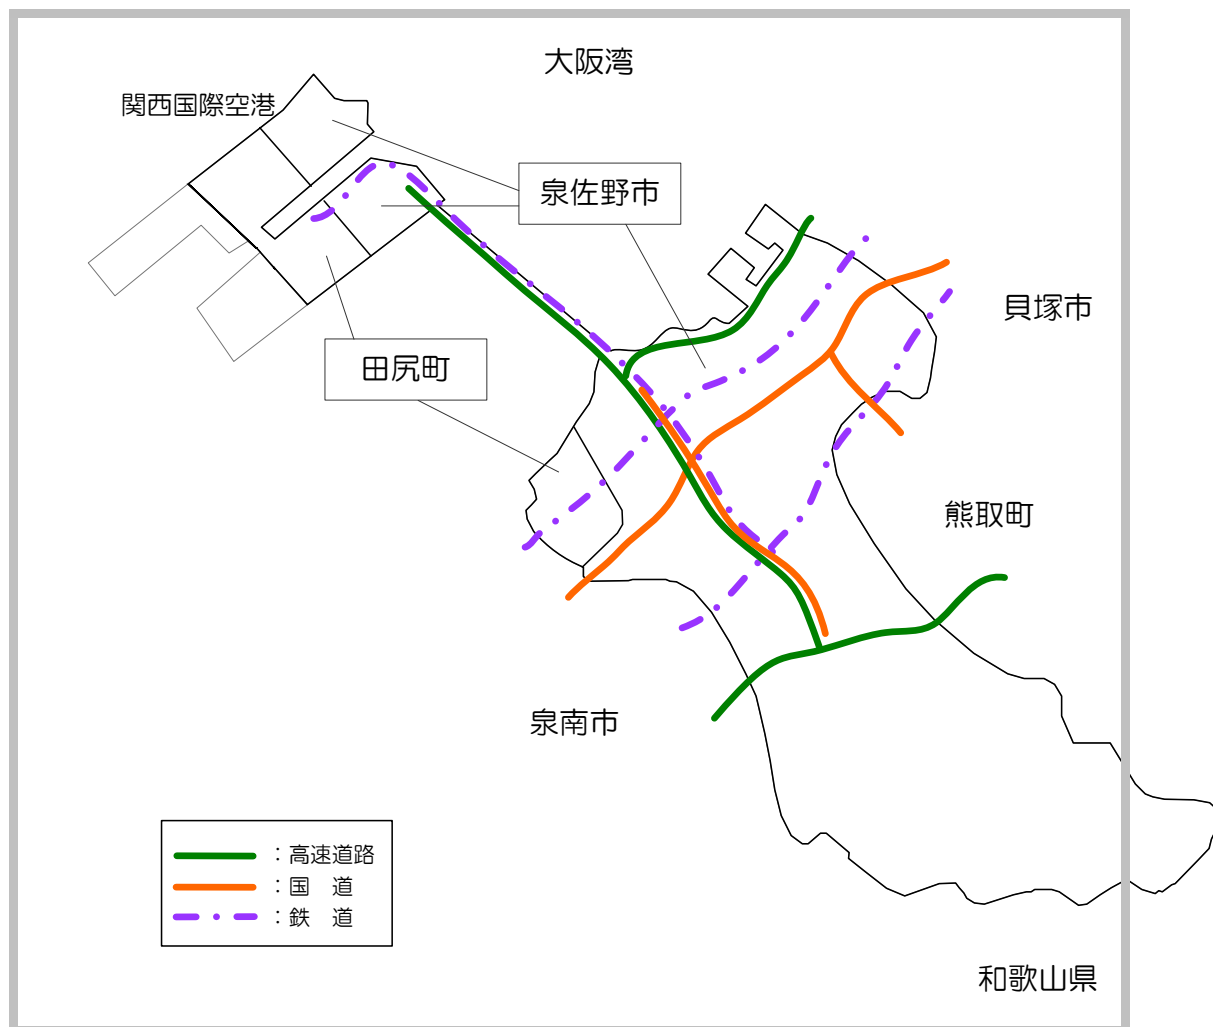 大阪湾
関西国際空港
泉佐野市
貝塚市
田尻町
熊取町
泉南市
：高速道路
：国　道
：鉄　道
和歌山県